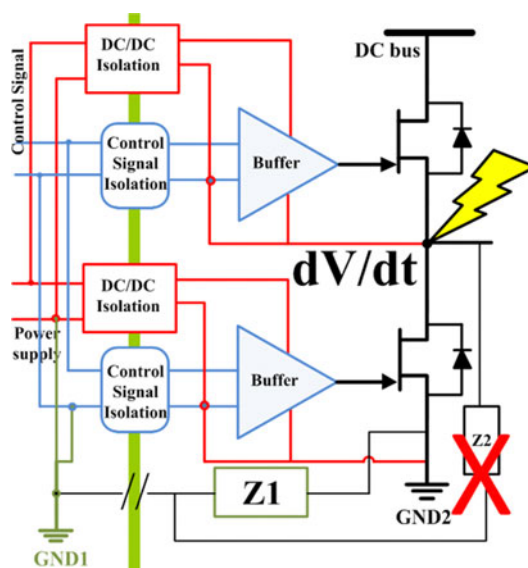 DC/DC
Isolation
DC bus
Control Signal
Control
Signal
Isolation
Buffer
dV/dt
DC/DC
Isolation
Power
supply
Control
Signal
Isolation
Buffer
Z2
Z1
GND2
GND1